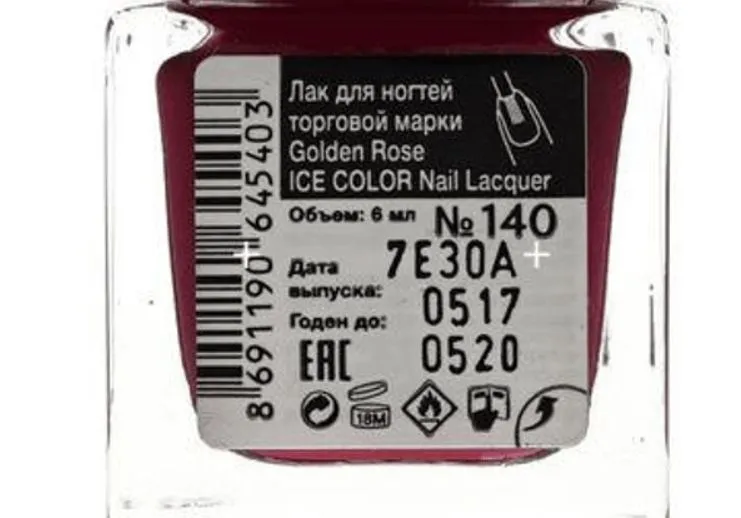 Лак для ногтей
торговой марки
Golden Rose
ICE COLOR Nail Lacquer
Объем: 6 мл №140
7E30A
Дата
выпуска: 0517
Годен до: 0520
EAC
18M
8 691190 645403